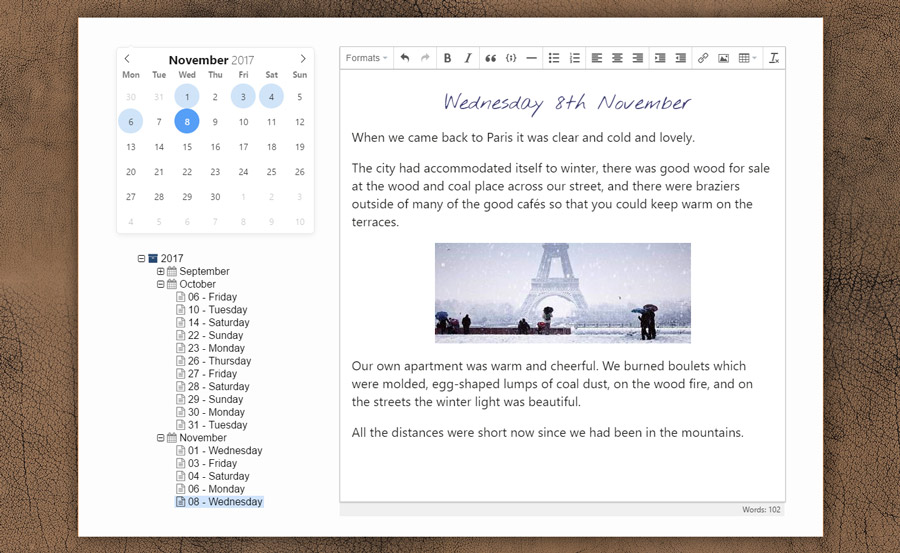 November 2017
Mon Tue Wed Thu Fri Sat Sun
30 31 1 2 3 4 5
6 7 8 9 10 11 12
13 14 15 16 17 18 19
20 21 22 23 24 25 26
27 28 29 30 1 2 3
4 5 6 7 8 9 10
2017
September
October
06 - Friday
10 - Tuesday
14 - Saturday
22 - Sunday
23 - Monday
26 - Thursday
27 - Friday
28 - Saturday
29 - Sunday
30 - Monday
31 - Tuesday
November
01 - Wednesday
03 - Friday
04 - Saturday
06 - Monday
08 - Wednesday
Formats
Wednesday 8th November
When we came back to Paris it was clear and cold and lovely.
The city had accommodated itself to winter, there was good wood for sale
at the wood and coal place across our street, and there were braziers
outside of many of the good cafés so that you could keep warm on the
terraces.
Our own apartment was warm and cheerful. We burned boulets which
were molded, egg-shaped lumps of coal dust, on the wood fire, and on
the streets the winter light was beautiful.
All the distances were short now since we had been in the mountains.
Words: 102